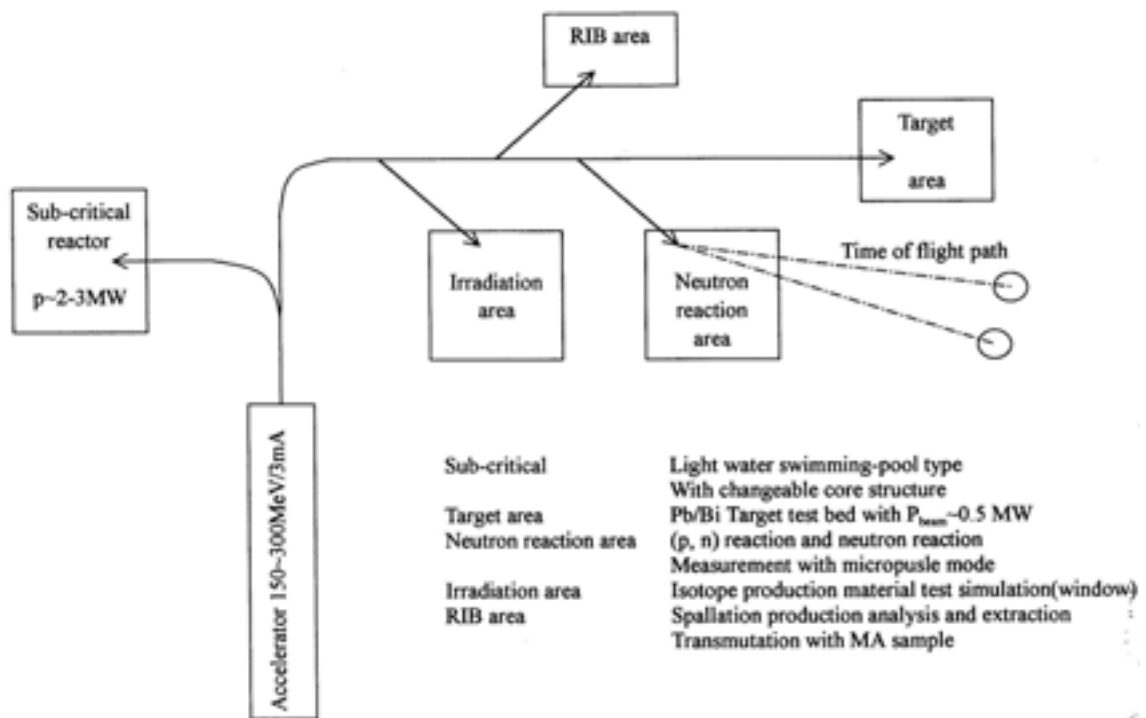 RIB area
Target
area
Sub-critical
reactor
p~2-3MW
Irradiation
area
Neutron
reaction
area
Time of flight path
Accelerator 150~300MeV/3mA
Sub-critical Light water swimming-pool type
With changeable core structure
Target area Pb/Bi Target test bed with Pbeam~0.5 MW
Neutron reaction area (p, n) reaction and neutron reaction
Measurement with micropusle mode
Irradiation area Isotope production material test simulation(window)
RIB area Spallation production analysis and extraction
Transmutation with MA sample